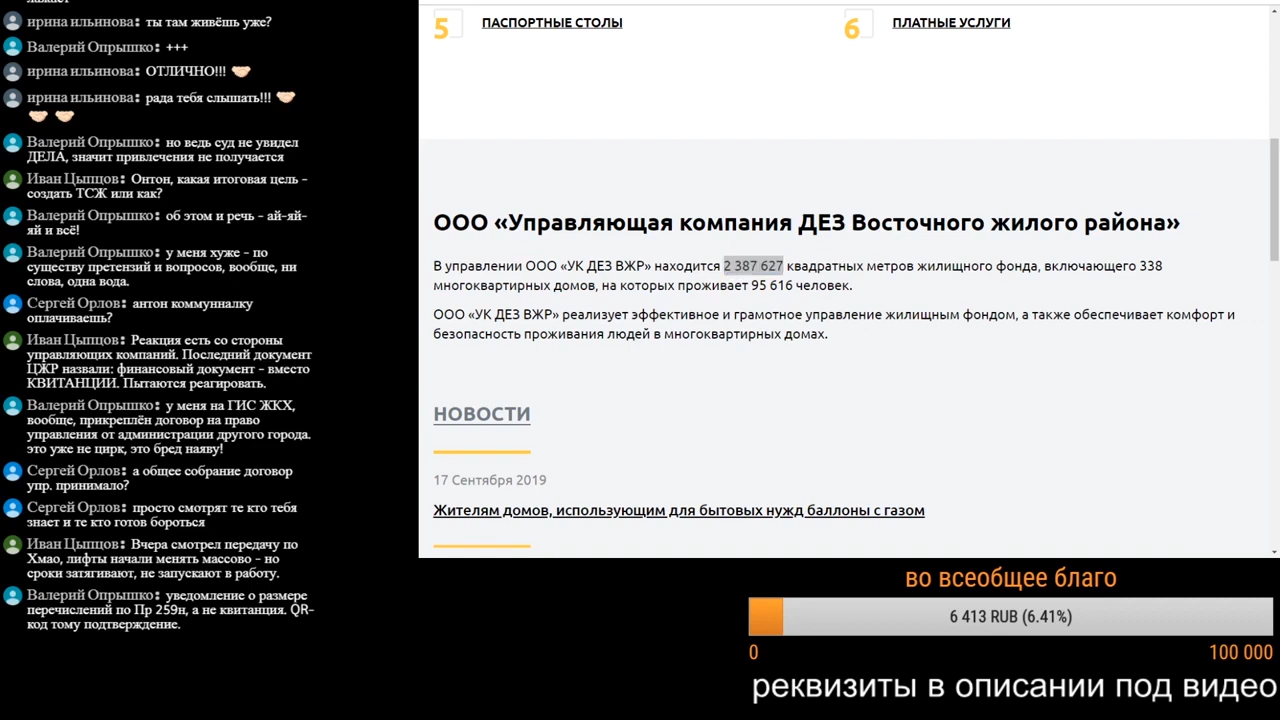 ирина ильинова: ты там живёшь уже?
Валерий Опрышко: +++
ирина ильинова: ОТЛИЧНО!!!
ирина ильинова: рада тебя слышать!!!
Валерий Опрышко: но ведь суд не увидел
ДЕЛА, значит привлечения не получается
Иван Цыпцов: Онтон, какая итоговая цель -
создать ТСЖ или как?
Валерий Опрышко: об этом и речь - ай-яй-
яй и всё!
Валерий Опрышко: у меня хуже - по
существу претензий и вопросов, вообще, ни
слова, одна вода.
Сергей Орлов: антон коммунналку
оплачиваешь?
Иван Цыпцов: Реакция есть со стороны
управляющих компаний. Последний документ
ЦЖР назвали: финансовый документ - вместо
КВИТАНЦИИ. Пытаются реагировать.
Валерий Опрышко: у меня на ГИС ЖКХ,
вообще, прикреплён договор на право
управления от администрации другого города.
это уже не цирк, это бред наяву!
Сергей Орлов: а общее собрание договор
упр. принимало?
Сергей Орлов: просто смотрят те кто тебя
знает и те кто готов бороться
Иван Цыпцов: Вчера смотрел передачу по
Хмао, лифты начали менять массово - но
сроки затягивают, не запускают в работу.
Валерий Опрышко: уведомление о размере
перечислений по Пр 259н, а не квитанция. QR-
код тому подтверждение.
5 ПАСПОРТНЫЕ СТОЛЫ
6 ПЛАТНЫЕ УСЛУГИ
ООО «Управляющая компания ДЕЗ Восточного жилого района»
В управлении ООО «УК ДЕЗ ВЖР» находится 2 387 627 квадратных метров жилищного фонда, включающего 338
многоквартирных домов, на которых проживает 95 616 человек.
ООО «УК ДЕЗ ВЖР» реализует эффективное и грамотное управление жилищным фондом, а также обеспечивает комфорт и
безопасность проживания людей в многоквартирных домах.
НОВОСТИ
17 Сентября 2019
Жителям домов, использующим для бытовых нужд баллоны с газом
во всеобщее благо
6 413 RUB (6.41%)
0
100 000
реквизиты в описании под видео